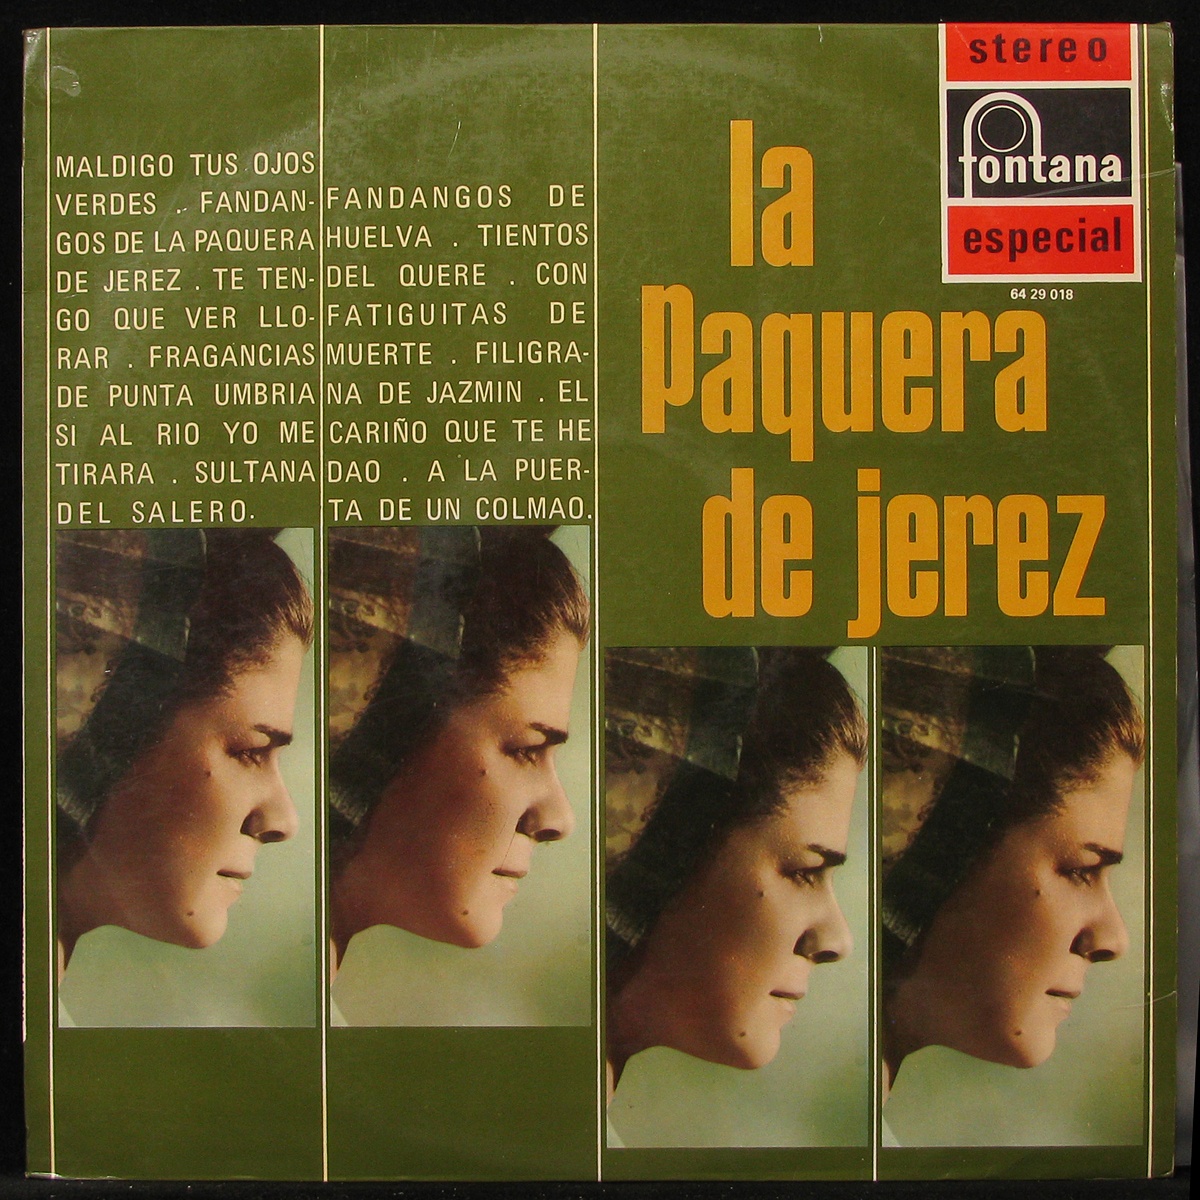 MALDIGO TUS OJOS
VERDES . FANDAN-
GOS DE LA PAQUERA
DE JEREZ . TE TEN-
GO QUE VER LLO-
RAR . FRAGANCIAS
DE PUNTA UMBRIA
SI AL RIO YO ME
TIRARA . SULTANA
DEL SALERO.
FANDANGOS DE
HUELVA . TIENTOS
DEL QUERE . CON
FATIGUITAS DE
MUERTE . FILIGRA-
NA DE JAZMIN . EL
CARIÑO QUE TE HE
DAO . A LA PUER-
TA DE UN COLMAO.
la
Paquera
de jerez
stereo
fontana
especial
64 29 018